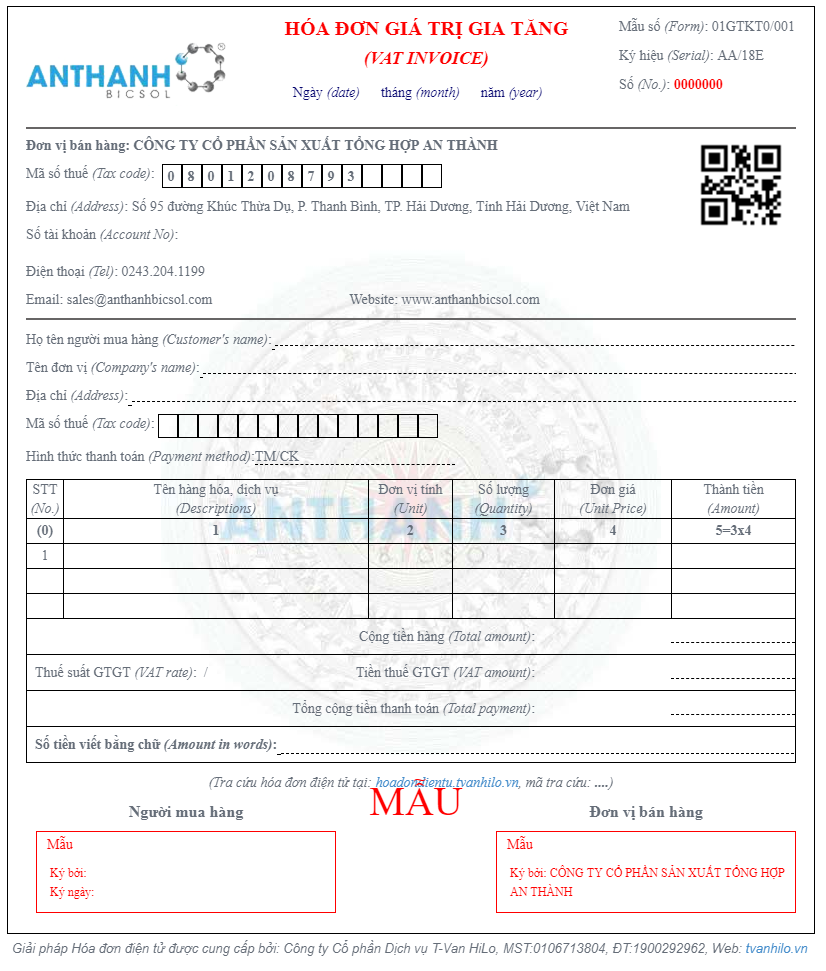 HÓA ĐƠN GIÁ TRỊ GIA TĂNG
(VAT INVOICE)
Ngày (date) tháng (month) năm (year)
Mẫu số (Form): 01GTKT0/001
Ký hiệu (Serial): AA/18E
Số (No.): 0000000
ANTHANH ®
BICSOL
Đơn vị bán hàng: CÔNG TY CỔ PHẦN SẢN XUẤT TỔNG HỢP AN THÀNH
Mã số thuế (Tax code): 0 8 0 1 2 0 8 7 9 3
Địa chỉ (Address): Số 95 đường Khúc Thừa Dụ, P. Thanh Bình, TP. Hải Dương, Tỉnh Hải Dương, Việt Nam
Số tài khoản (Account No):
Điện thoại (Tel): 0243.204.1199
Email: sales@anthanhbicsol.com Website: www.anthanhbicsol.com
Họ tên người mua hàng (Customer's name):
Tên đơn vị (Company's name):
Địa chỉ (Address):
Mã số thuế (Tax code):
Hình thức thanh toán (Payment method): TM/CK
STT Tên hàng hóa, dịch vụ Đơn vị tính Số lượng Đơn giá Thành tiền
(No.) (Descriptions) (Unit) (Quantity) (Unit Price) (Amount)
(0) 1 2 3 4 5=3x4
1
ANTHANH
BICSOL
Cộng tiền hàng (Total amount):
Thuế suất GTGT (VAT rate): / Tiền thuế GTGT (VAT amount):
Tổng cộng tiền thanh toán (Total payment):
Số tiền viết bằng chữ (Amount in words):
(Tra cứu hóa đơn điện tử tại: hoadondientu.tvanhilo.vn, mã tra cứu: ....)
MẪU
Người mua hàng Đơn vị bán hàng
Mẫu
Ký bởi:
Ký ngày:
Mẫu
Ký bởi: CÔNG TY CỔ PHẦN SẢN XUẤT TỔNG HỢP
AN THÀNH
Giải pháp Hóa đơn điện tử được cung cấp bởi: Công ty Cổ phần Dịch vụ T-Van HiLo, MST:0106713804, ĐT:1900292962, Web: tvanhilo.vn